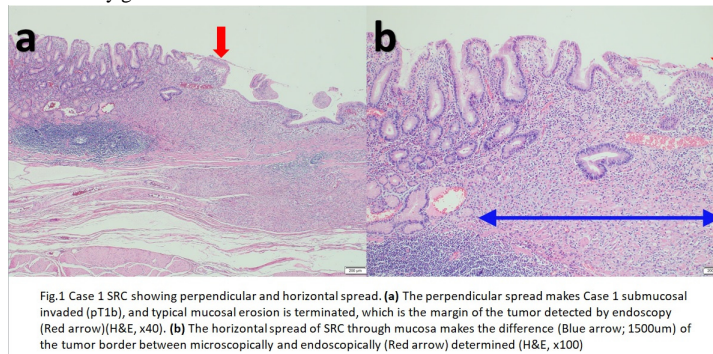 a
b
200 µm
Fig.1 Case 1 SRC showing perpendicular and horizontal spread. (a) The perpendicular spread makes Case 1 submucosal
invaded (pT1b), and typical mucosal erosion is terminated, which is the margin of the tumor detected by endoscopy
(Red arrow)(H&E, x40). (b) The horizontal spread of SRC through mucosa makes the difference (Blue arrow; 1500um) of
the tumor border between microscopically and endoscopically (Red arrow) determined (H&E, x100)